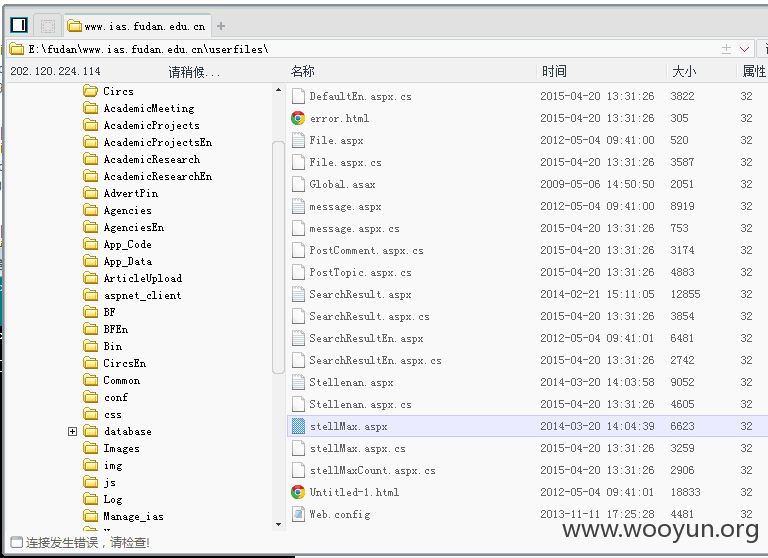 www.ias.fudan.edu.cn
E:\fudan\www.ias.fudan.edu.cn\userfiles\
202.120.224.114 请稍候...
名称 时间 大小 属性
Circs
AcademicMeeting
AcademicProjects
AcademicProjectsEn
AcademicResearch
AcademicResearchEn
AdvertPin
Agencies
AgenciesEn
App_Code
App_Data
ArticleUpload
aspnet_client
BF
BFEn
Bin
CircsEn
Common
conf
css
database
Images
img
js
Log
Manage_ias
DefaultEn.aspx.cs 2015-04-20 13:31:26 3822 32
error.html 2015-04-20 13:31:26 305 32
File.aspx 2012-05-04 09:41:00 520 32
File.aspx.cs 2015-04-20 13:31:26 3587 32
Global.asax 2009-05-06 14:50:50 2051 32
message.aspx 2012-05-04 09:41:00 8919 32
message.aspx.cs 2015-04-20 13:31:26 753 32
PostComment.aspx.cs 2015-04-20 13:31:26 3174 32
PostTopic.aspx.cs 2015-04-20 13:31:26 4883 32
SearchResult.aspx 2014-02-21 15:11:05 12855 32
SearchResult.aspx.cs 2015-04-20 13:31:26 3854 32
SearchResultEn.aspx 2012-05-04 09:41:01 6481 32
SearchResultEn.aspx.cs 2015-04-20 13:31:26 2742 32
Stellenan.aspx 2014-03-20 14:03:58 9052 32
Stellenan.aspx.cs 2015-04-20 13:31:26 4605 32
stellMax.aspx 2014-03-20 14:04:39 6623 32
stellMax.aspx.cs 2015-04-20 13:31:26 3259 32
stellMaxCount.aspx.cs 2015-04-20 13:31:26 2906 32
Untitled-1.html 2012-05-04 09:41:01 18833 32
Web.config 2013-11-11 17:25:28 4481 32
连接发生错误，请检查!
www.wooyun.org